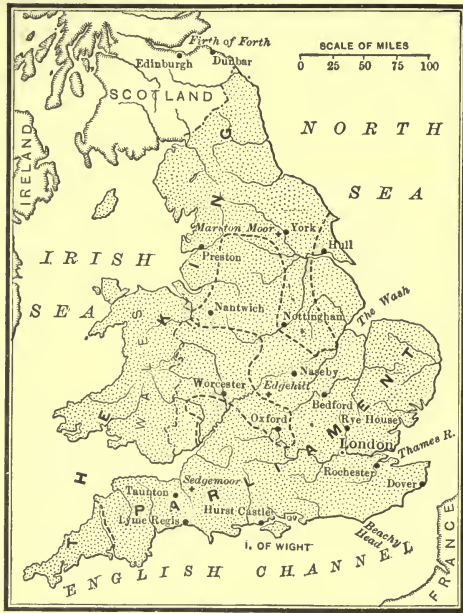 Firth of Forth
Edinburgh
Dunbar
SCALE OF MILES
0 25 50 75 100
SCOTLAND
IRELAND
NORTH
SEA
IRISH
SEA
Marston Moor
York
Hull
Preston
Nantwich
Nottingham
The Wash
THE KING
WALES
Naseby
Worcester
Edgehill
Bedford
Oxford
Rye House
London
Thames R.
PARLIAMENT
Rochester
Dover
Sedgemoor
Taunton
Lyme Regis
Hurst Castle
Beachy
Head
I. OF WIGHT
ENGLISH CHANNEL
FRANCE